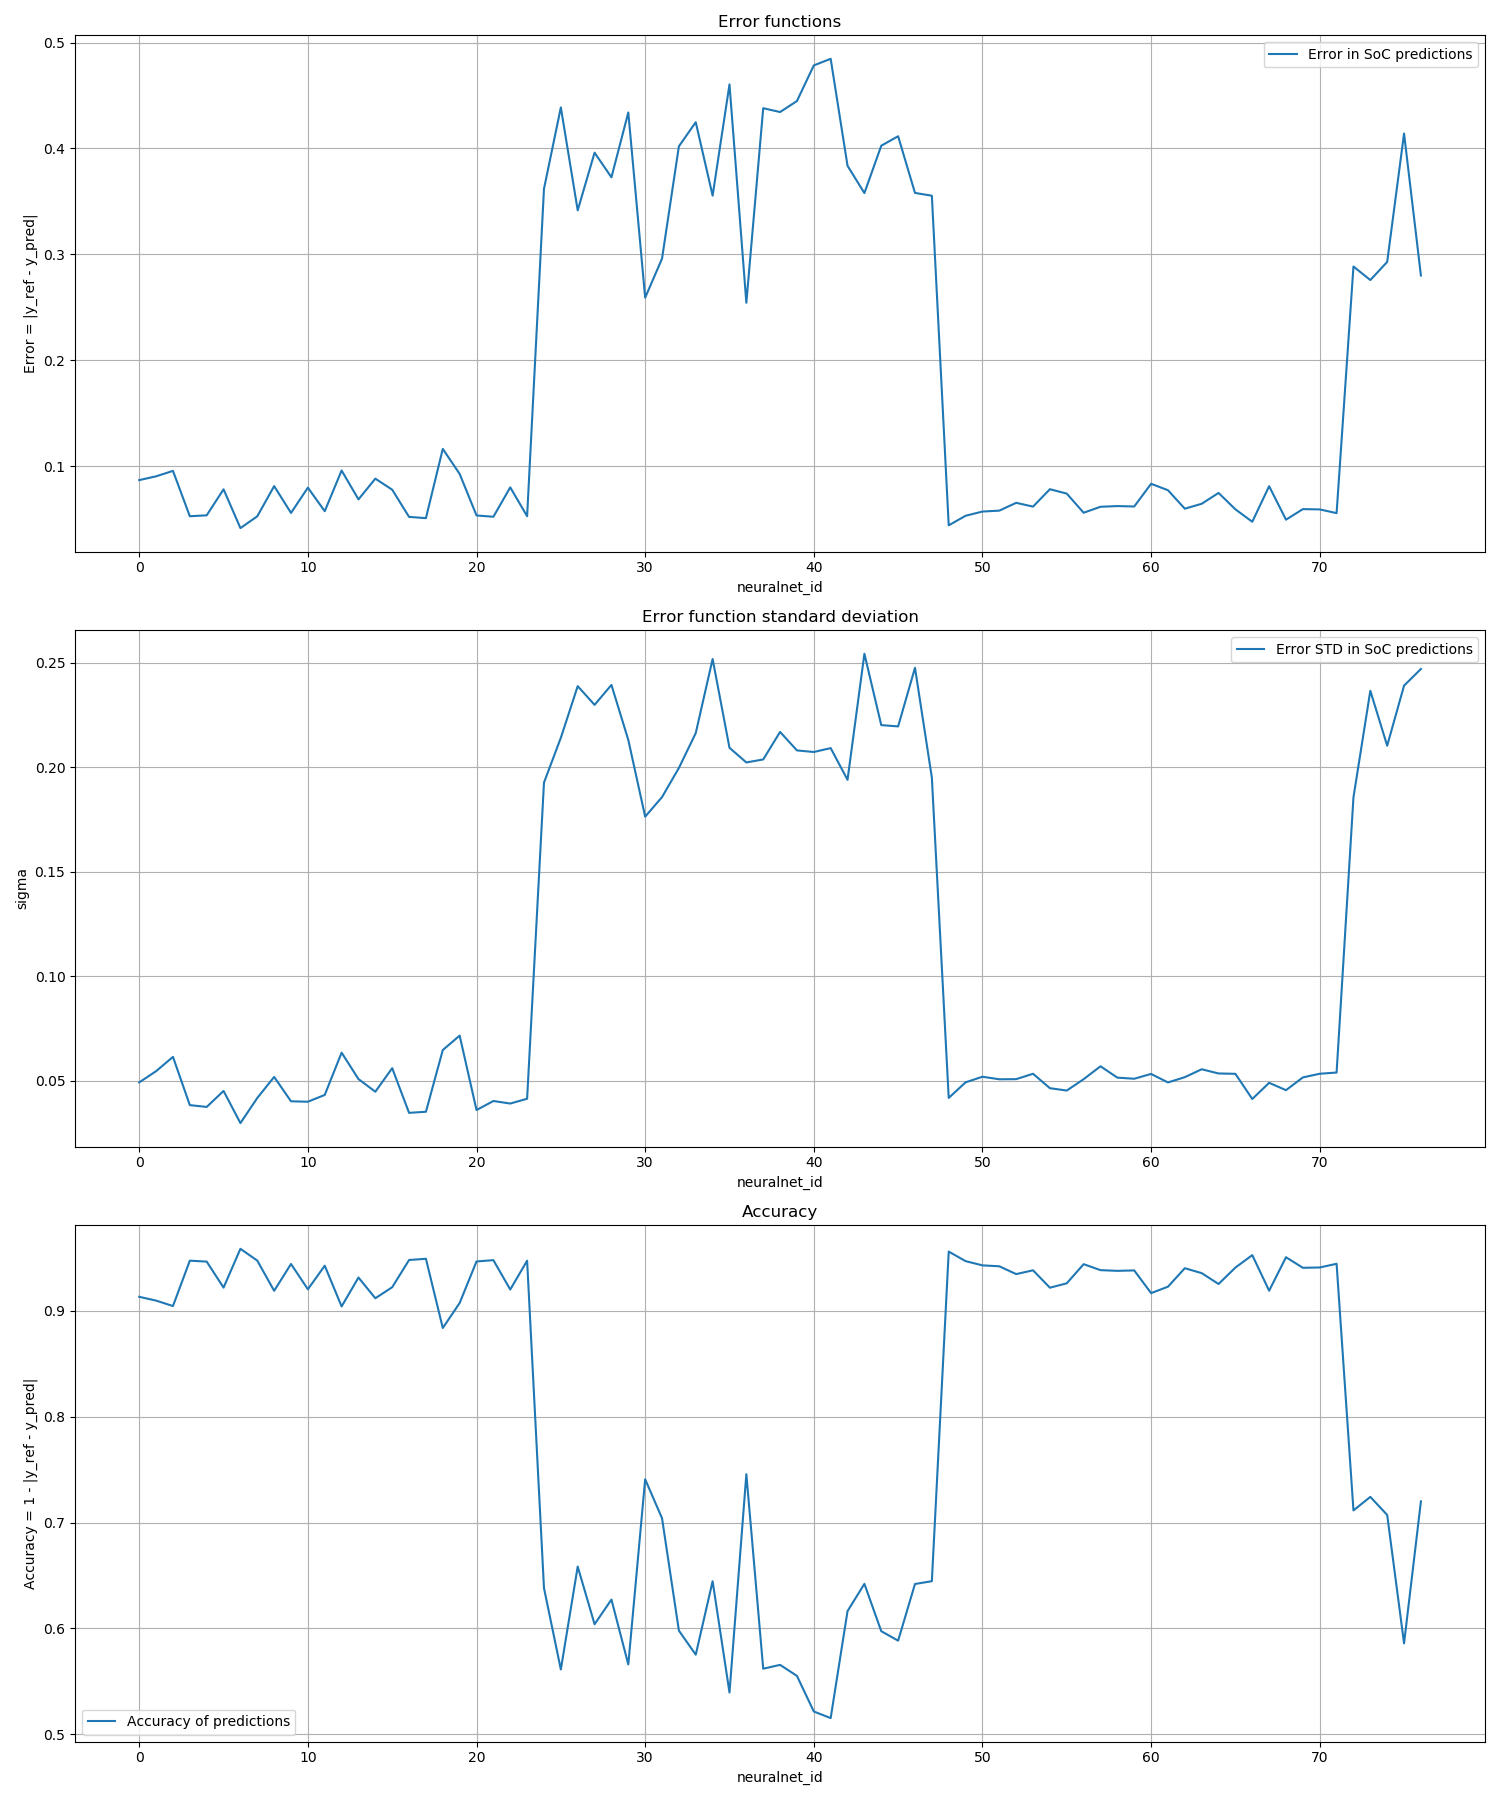 Error functions
Error in SoC predictions
Error = |y_ref - y_pred|
0.5
0.4
0.3
0.2
0.1
0 10 20 30 40 50 60 70
neuralnet_id
Error function standard deviation
Error STD in SoC predictions
sigma
0.25
0.20
0.15
0.10
0.05
0 10 20 30 40 50 60 70
neuralnet_id
Accuracy
Accuracy = 1 - |y_ref - y_pred|
0.9
0.8
0.7
0.6
0.5
Accuracy of predictions
0 10 20 30 40 50 60 70
neuralnet_id